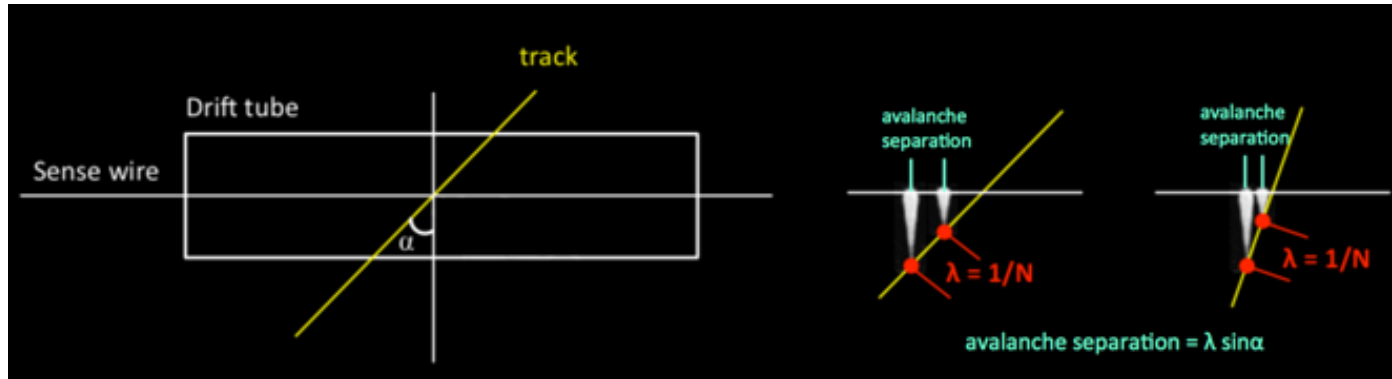 track
Drift tube
Sense wire
α
avalanche
separation
λ = 1/N
avalanche
separation
λ = 1/N
avalanche separation = λ sinα